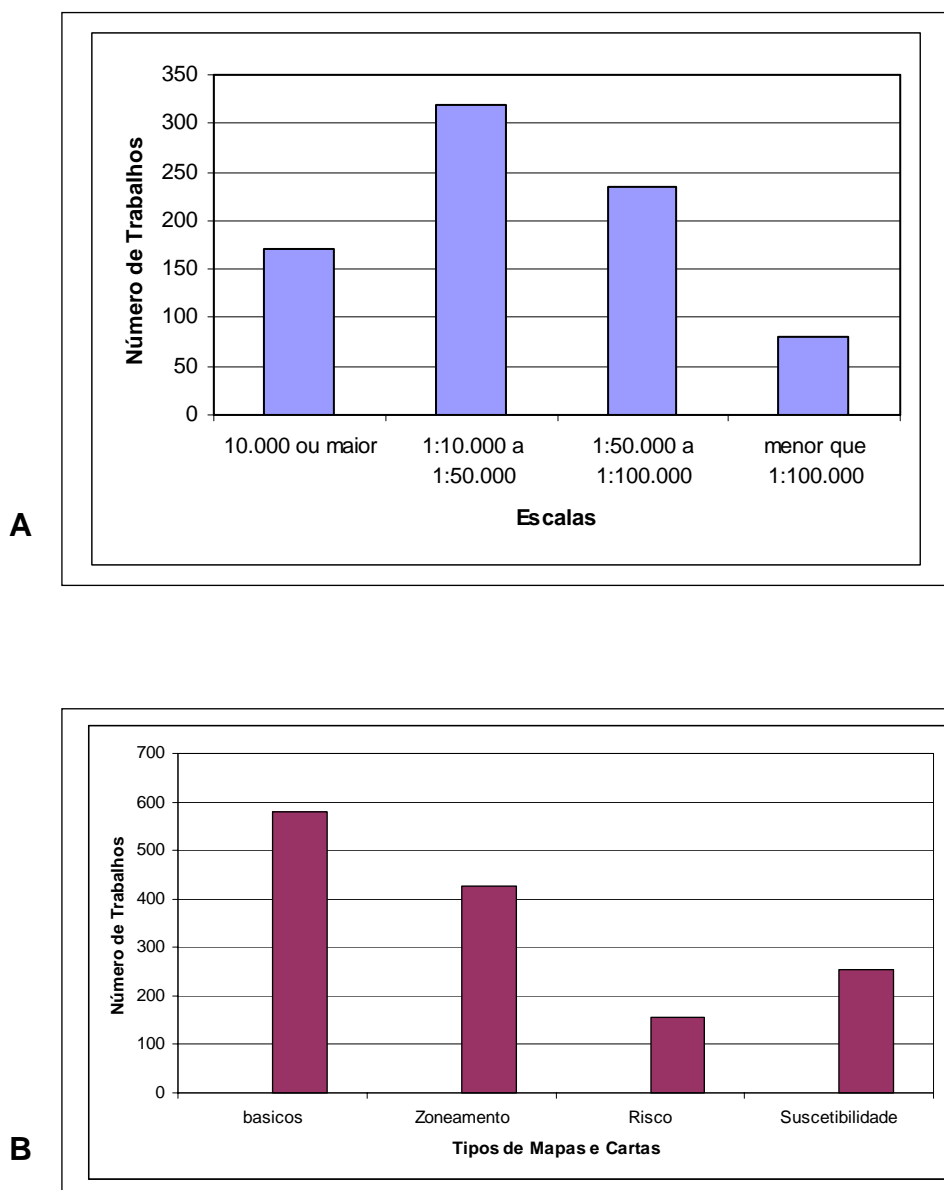 350
300
250
200
150
100
50
0
Número de Trabalhos
10.000 ou maior
1:10.000 a
1:50.000
1:50.000 a
1:100.000
menor que
1:100.000
Escalas
A
700
600
500
400
300
200
100
0
Número de Trabalhos
basicos
Zoneamento
Risco
Suscetibilidade
Tipos de Mapas e Cartas
B